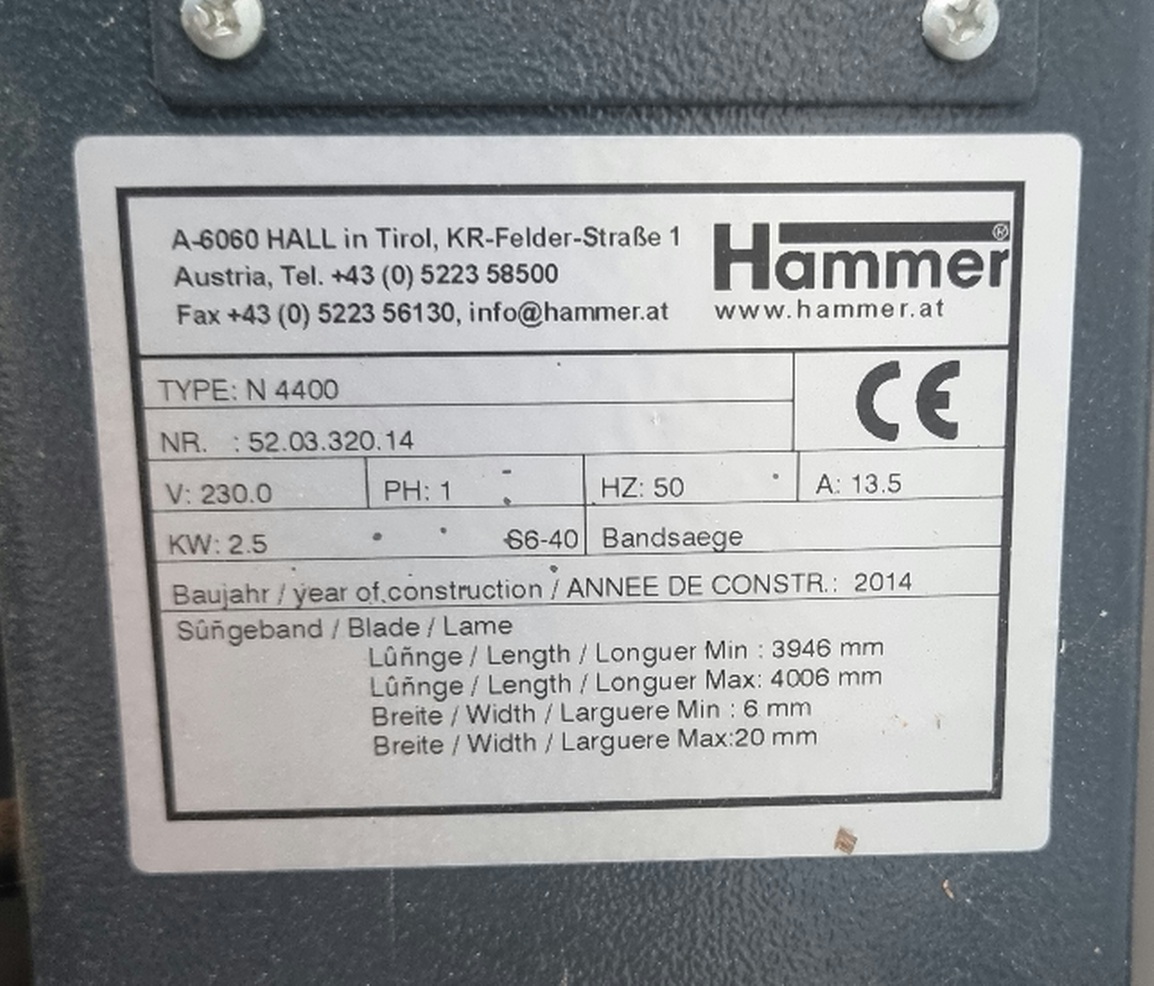 A-6060 HALL in Tirol, KR-Felder-Straße 1
Austria, Tel. +43 (0) 5223 58500
Fax +43 (0) 5223 56130, info@hammer.at
Hammer®
www.hammer.at
TYPE: N 4400
CE
NR. : 52.03.320.14
V: 230.0 PH: 1 HZ: 50 A: 13.5
KW: 2.5 S6-40 Bandsaege
Baujahr / year of construction / ANNEE DE CONSTR.: 2014
Sûñgeband / Blade / Lame
Lûñnge / Length / Longuer Min : 3946 mm
Lûñnge / Length / Longuer Max: 4006 mm
Breite / Width / Larguere Min : 6 mm
Breite / Width / Larguere Max:20 mm